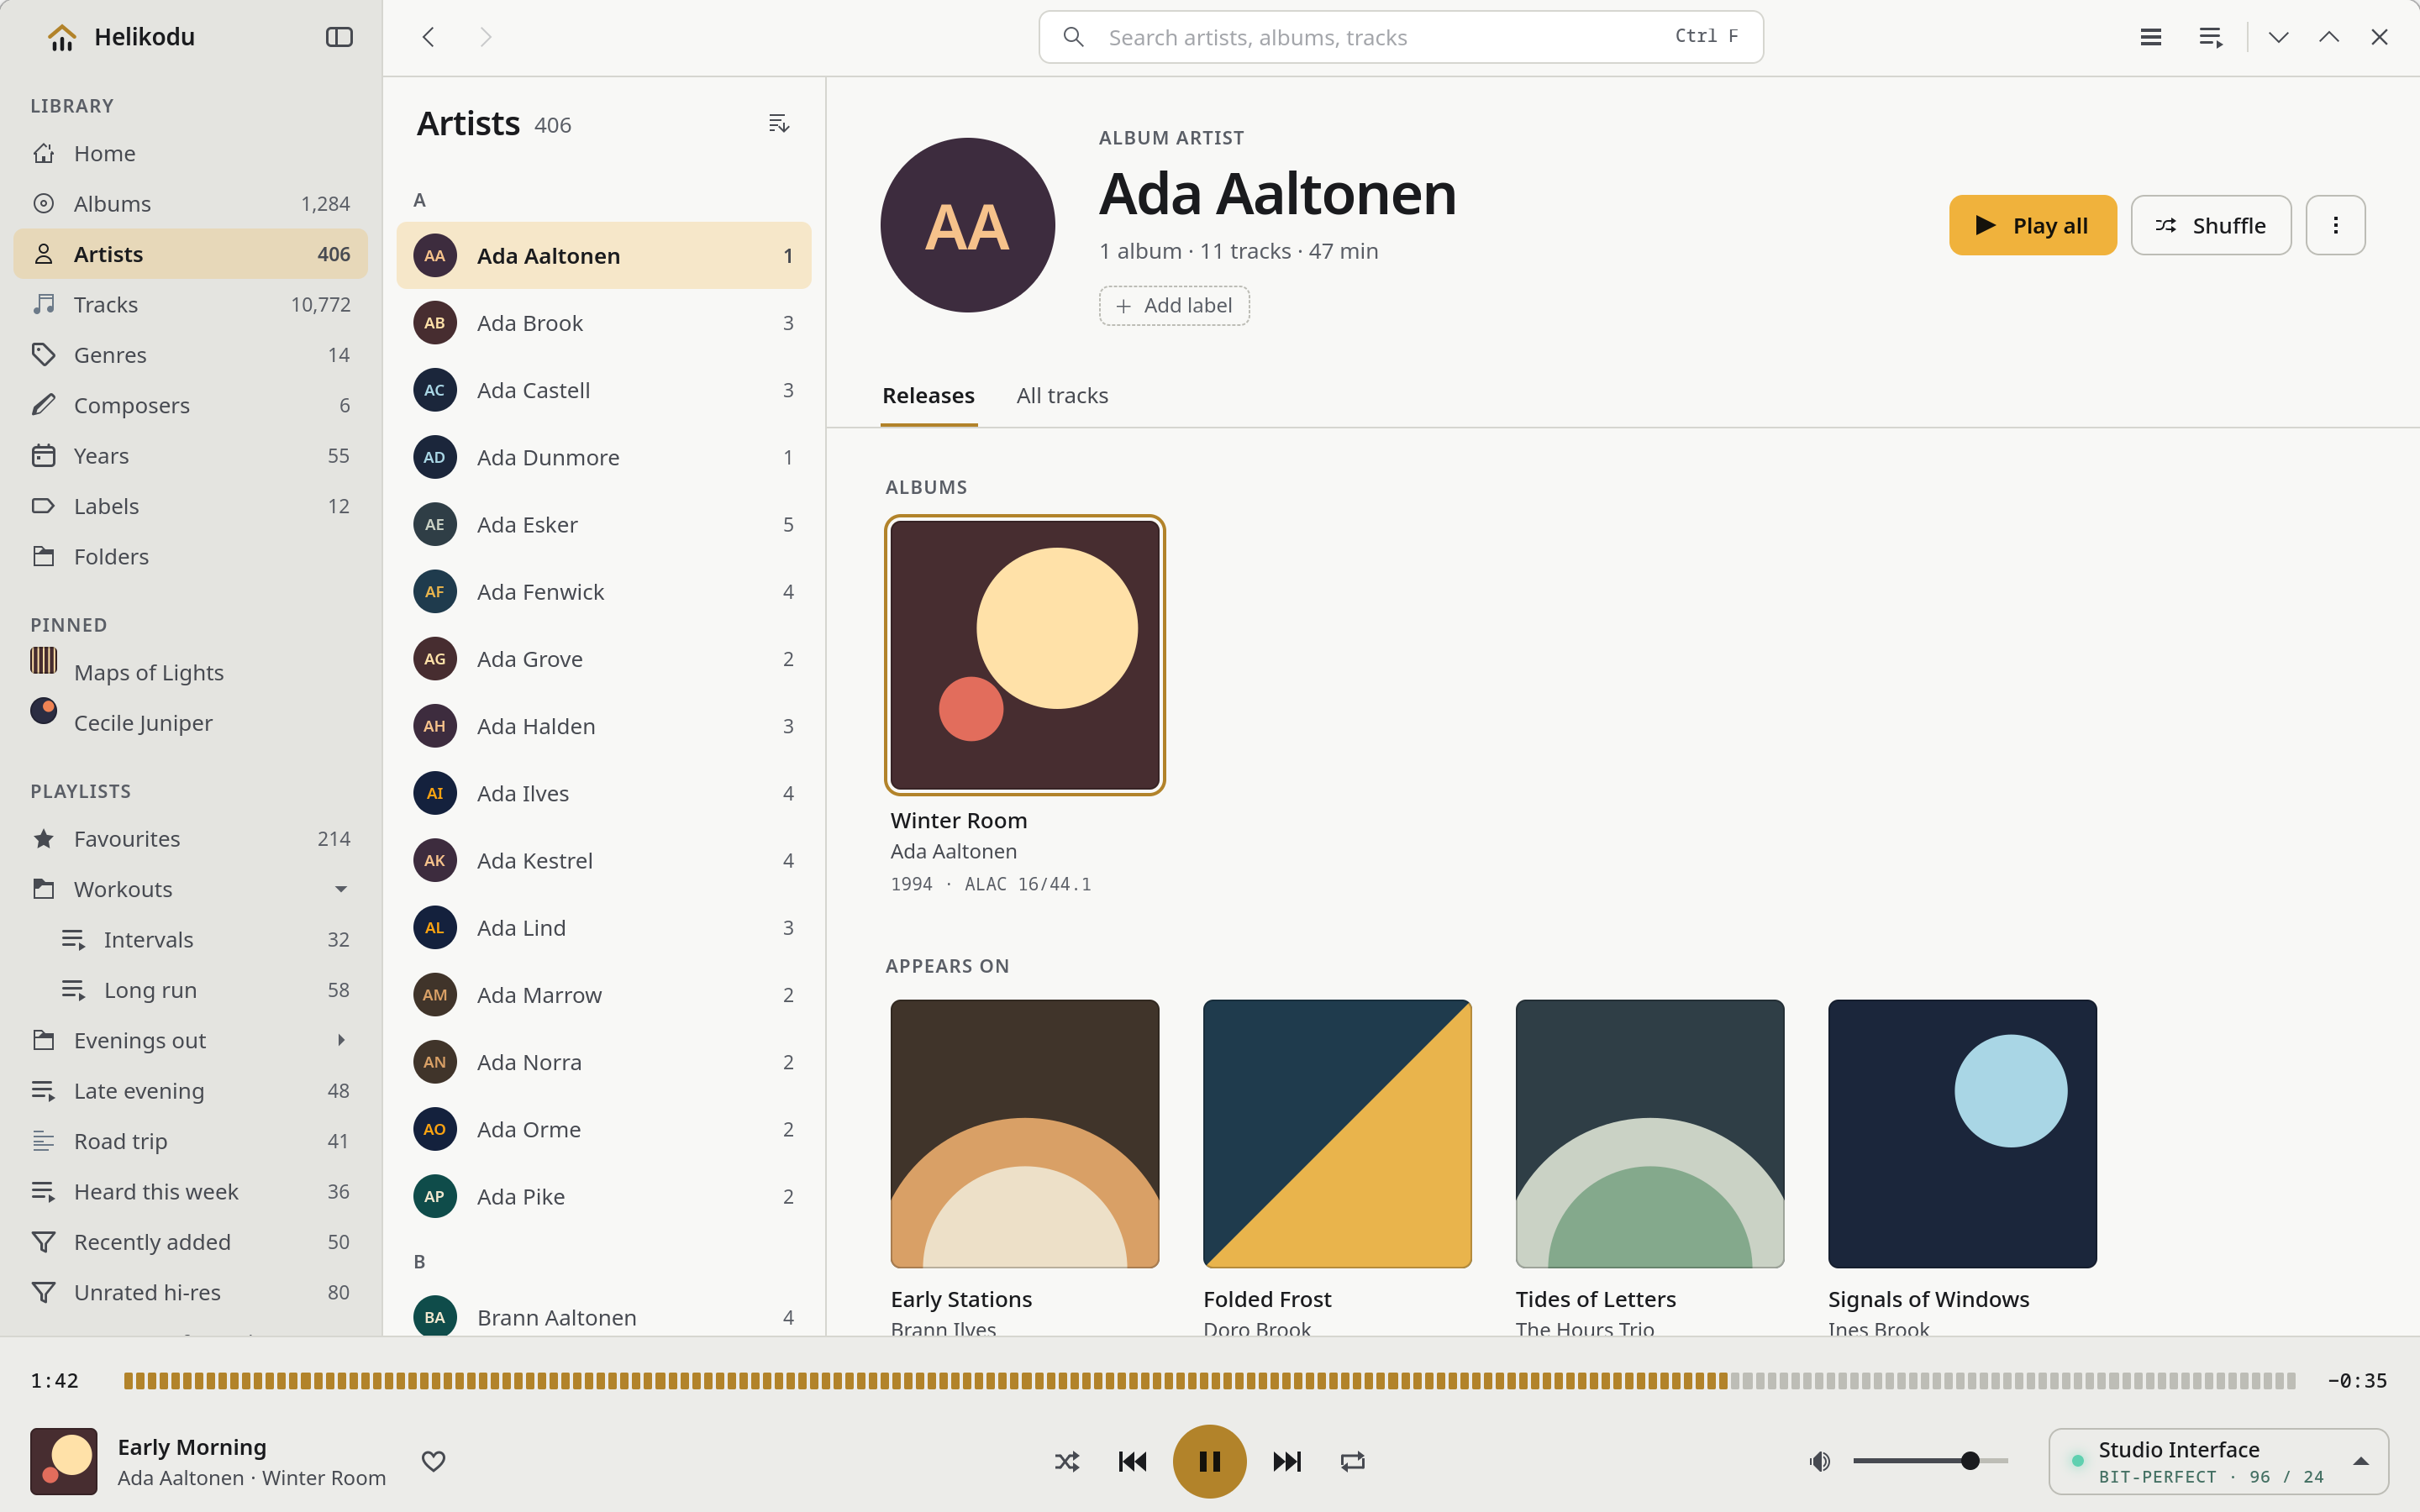 Helikodu
Search artists, albums, tracks
Ctrl F
LIBRARY
Home
Albums 1,284
Artists 406
Tracks 10,772
Genres 14
Composers 6
Years 55
Labels 12
Folders
PINNED
Maps of Lights
Cecile Juniper
PLAYLISTS
Favourites 214
Workouts
Intervals 32
Long run 58
Evenings out
Late evening 48
Road trip 41
Heard this week 36
Recently added 50
Unrated hi-res 80
Artists 406
A
AA Ada Aaltonen 1
AB Ada Brook 3
AC Ada Castell 3
AD Ada Dunmore 1
AE Ada Esker 5
AF Ada Fenwick 4
AG Ada Grove 2
AH Ada Halden 3
AI Ada Ilves 4
AK Ada Kestrel 4
AL Ada Lind 3
AM Ada Marrow 2
AN Ada Norra 2
AO Ada Orme 2
AP Ada Pike 2
B
BA Brann Aaltonen 4
AA
ALBUM ARTIST
Ada Aaltonen
1 album · 11 tracks · 47 min
+ Add label
Play all
Shuffle
Releases All tracks
ALBUMS
Winter Room
Ada Aaltonen
1994 · ALAC 16/44.1
APPEARS ON
Early Stations
Brann Ilves
Folded Frost
Doro Brook
Tides of Letters
The Hours Trio
Signals of Windows
Ines Brook
1:42
−0:35
Early Morning
Ada Aaltonen · Winter Room
Studio Interface
BIT-PERFECT · 96 / 24